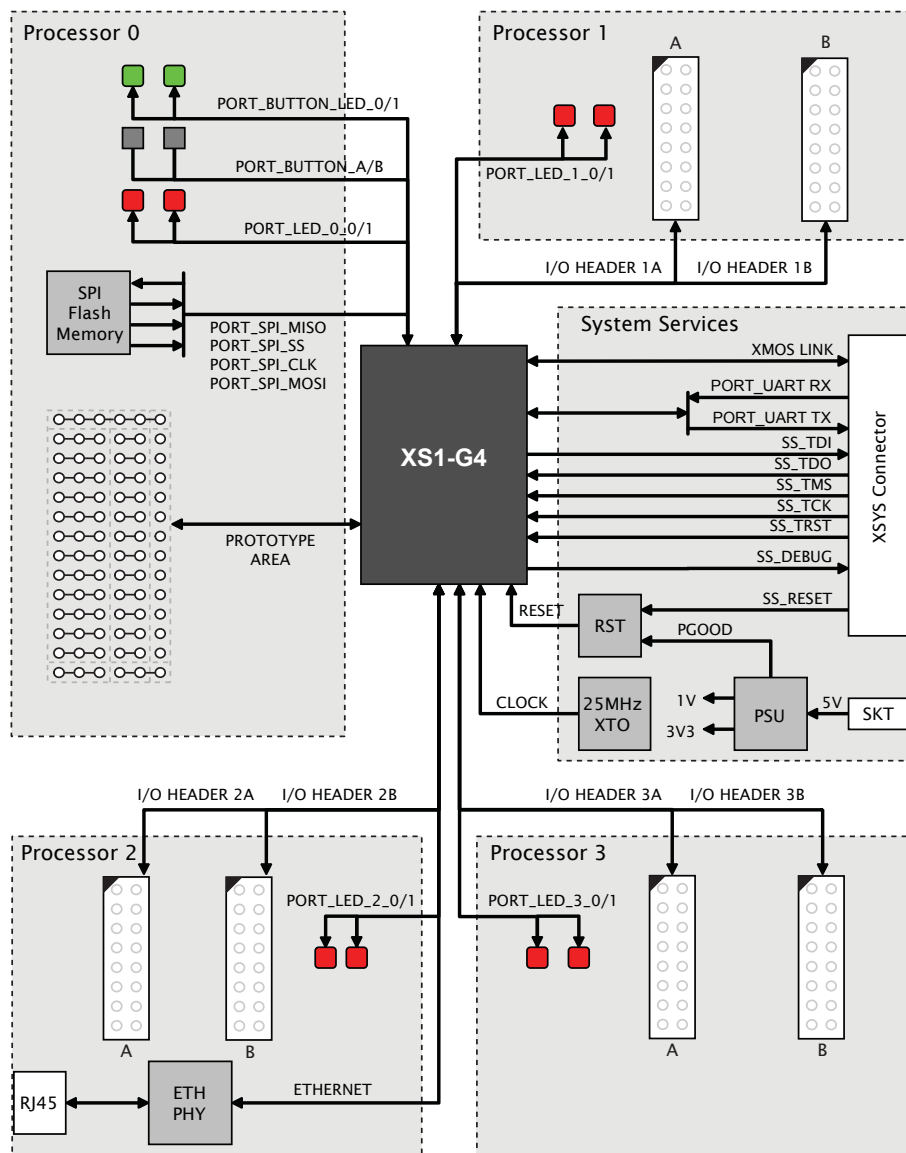 Processor 0
PORT_BUTTON_LED_0/1
PORT_BUTTON_A/B
PORT_LED_0_0/1
SPI
Flash
Memory
PORT_SPI_MISO
PORT_SPI_SS
PORT_SPI_CLK
PORT_SPI_MOSI
PROTOTYPE
AREA
Processor 1
A
B
PORT_LED_1_0/1
I/O HEADER 1A
I/O HEADER 1B
XS1-G4
System Services
XMOS LINK
PORT_UART RX
PORT_UART TX
SS_TDI
SS_TDO
SS_TMS
SS_TCK
SS_TRST
SS_DEBUG
SS_RESET
XSYS Connector
RESET
RST
PGOOD
CLOCK
25MHz
XTO
1V
3V3
PSU
5V
SKT
I/O HEADER 2A
I/O HEADER 2B
Processor 2
PORT_LED_2_0/1
A
B
RJ45
ETH
PHY
ETHERNET
I/O HEADER 3A
I/O HEADER 3B
Processor 3
PORT_LED_3_0/1
A
B